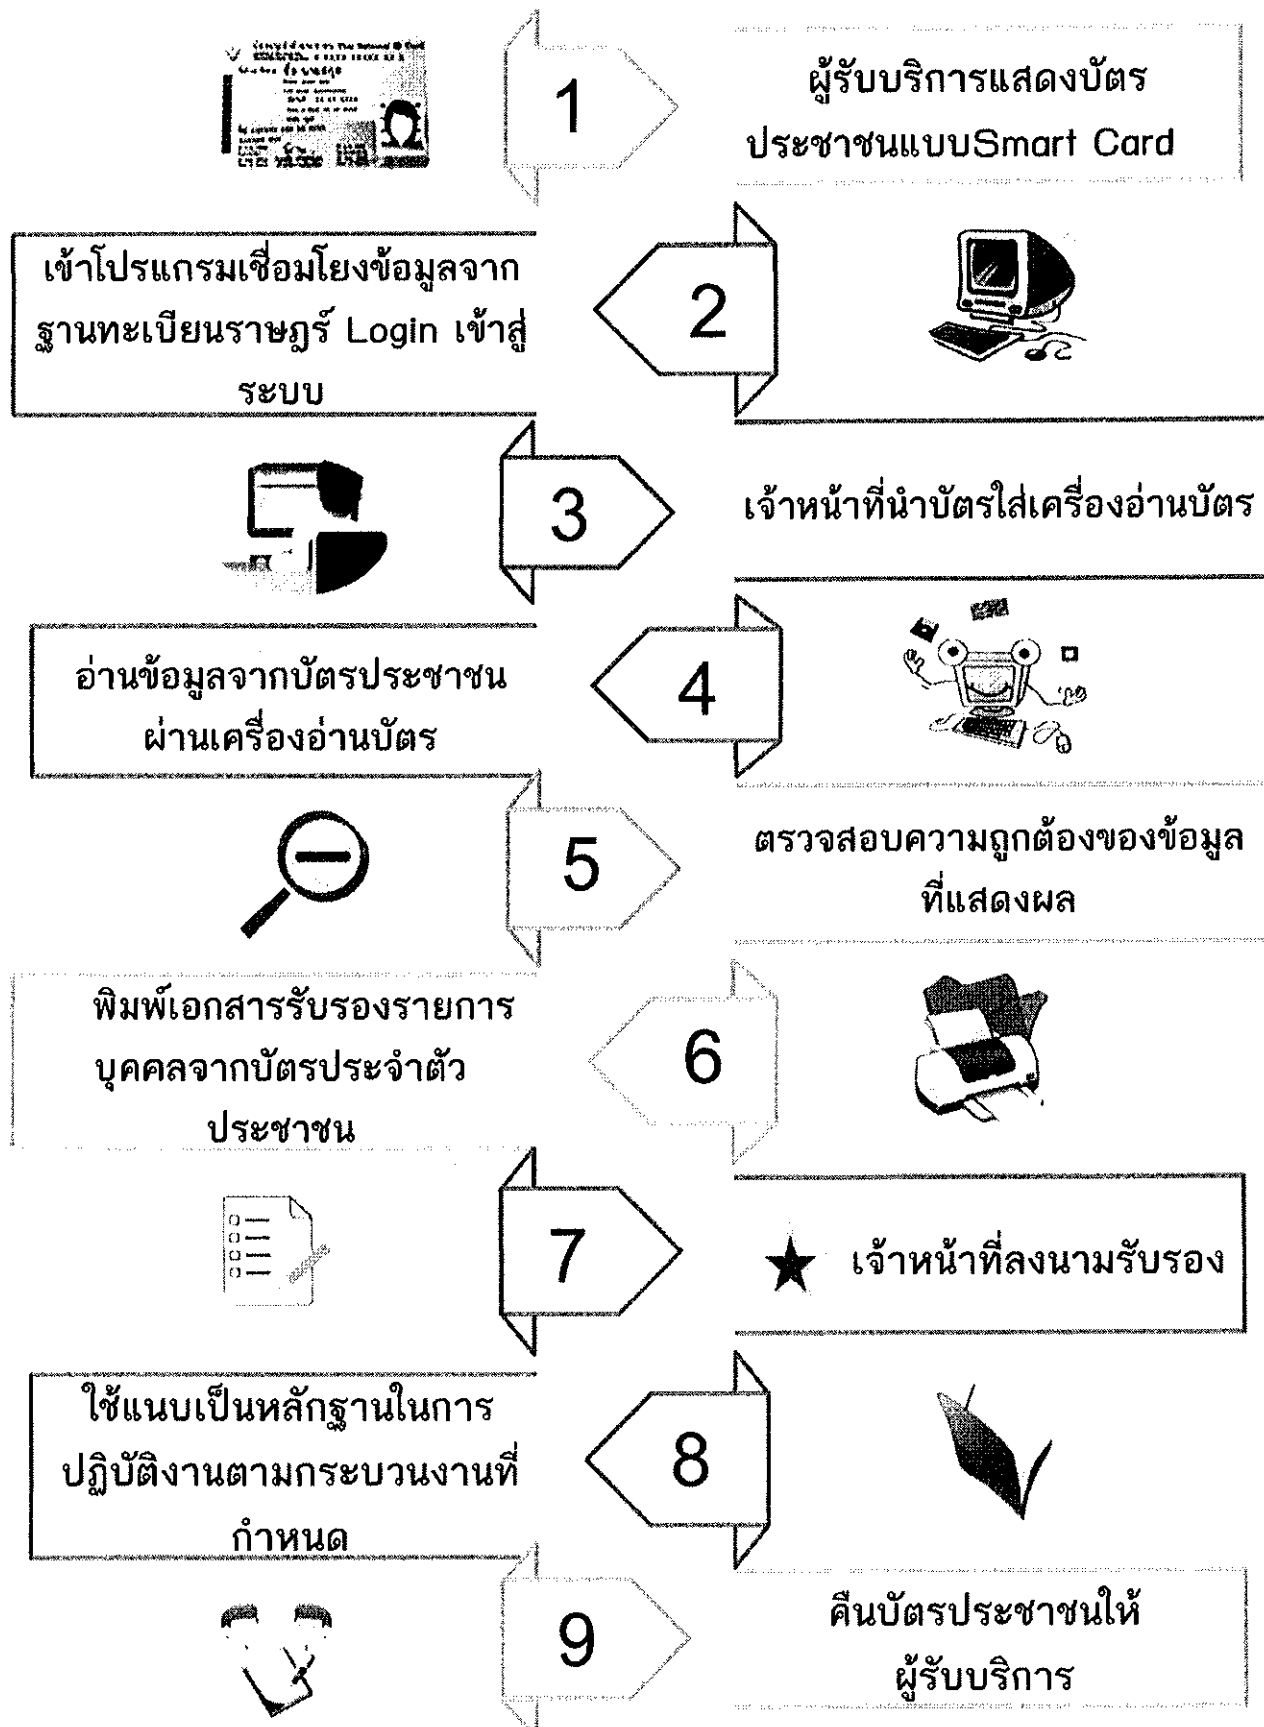 1
ผู้รับบริการแสดงบัตร
ประชาชนแบบSmart Card
เข้าโปรแกรมเชื่อมโยงข้อมูลจาก
ฐานทะเบียนราษฎร์ Login เข้าสู่
ระบบ
2
3
เจ้าหน้าที่นำบัตรใส่เครื่องอ่านบัตร
อ่านข้อมูลจากบัตรประชาชน
ผ่านเครื่องอ่านบัตร
4
5
ตรวจสอบความถูกต้องของข้อมูล
ที่แสดงผล
พิมพ์เอกสารรับรองรายการ
บุคคลจากบัตรประจำตัว
ประชาชน
6
7
★ เจ้าหน้าที่ลงนามรับรอง
ใช้แนบเป็นหลักฐานในการ
ปฏิบัติงานตามกระบวนงานที่
กำหนด
8
9
คืนบัตรประชาชนให้
ผู้รับบริการ